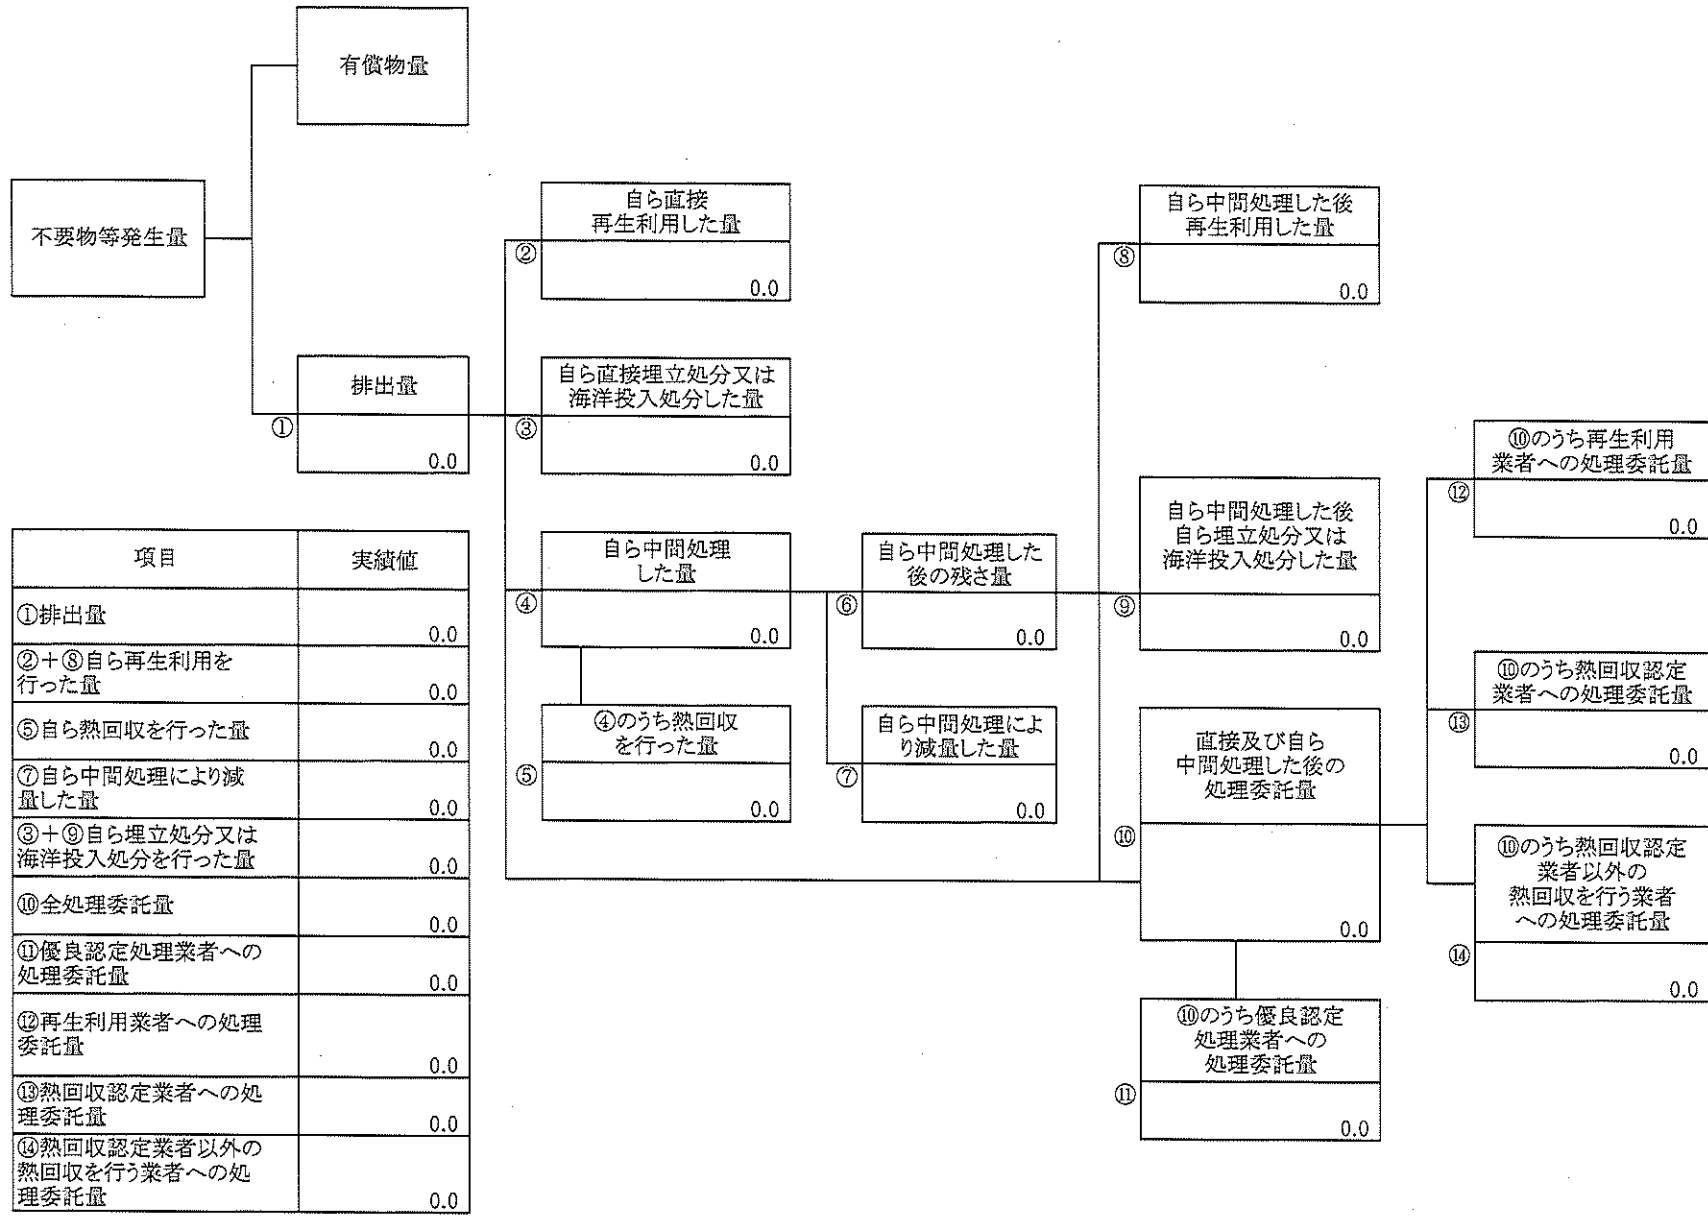 有償物量
不要物等発生量
排出量
①
0.0
自ら直接
再生利用した量
②
0.0
自ら直接埋立処分又は
海洋投入処分した量
③
0.0
自ら中間処理
した量
④
0.0
④のうち熱回収
を行った量
⑤
0.0
自ら中間処理した
後の残さ量
⑥
0.0
自ら中間処理によ
り減量した量
⑦
0.0
自ら中間処理した後
再生利用した量
⑧
0.0
自ら中間処理した後
自ら埋立処分又は
海洋投入処分した量
⑨
0.0
直接及び自ら
中間処理した後の
処理委託量
⑩
0.0
⑩のうち優良認定
処理業者への
処理委託量
⑪
0.0
⑩のうち再生利用
業者への処理委託量
⑫
0.0
⑩のうち熱回収認定
業者への処理委託量
⑬
0.0
⑩のうち熱回収認定
業者以外の
熱回収を行う業者
への処理委託量
⑭
0.0
項目 実績値
①排出量
0.0
②＋⑧自ら再生利用を
行った量
0.0
⑤自ら熱回収を行った量
0.0
⑦自ら中間処理により減
量した量
0.0
③＋⑨自ら埋立処分又は
海洋投入処分を行った量
0.0
⑩全処理委託量
0.0
⑪優良認定処理業者への
処理委託量
0.0
⑫再生利用業者への処理
委託量
0.0
⑬熱回収認定業者への処
理委託量
0.0
⑭熱回収認定業者以外の
熱回収を行う業者への処
理委託量
0.0